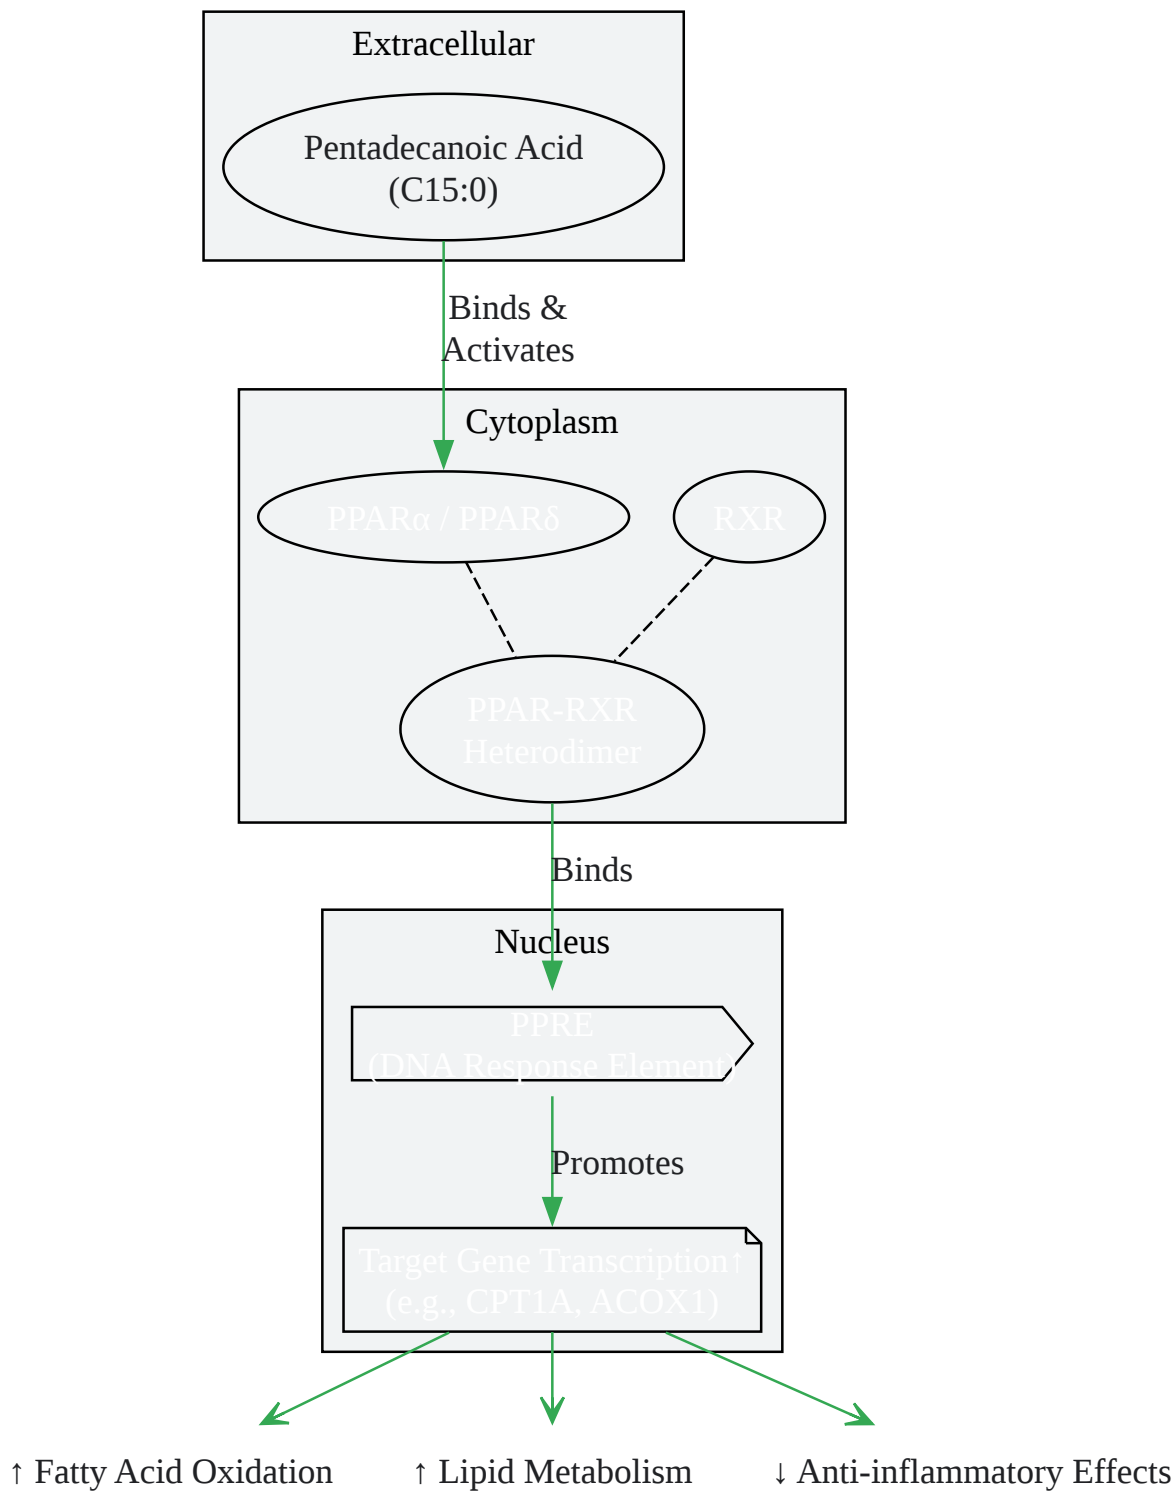 Extracellular
Pentadecanoic Acid
(C15:0)
Binds &
Activates
Cytoplasm
PPARα / PPARδ
RXR
PPAR-RXR
Heterodimer
Binds
Nucleus
PPRE
(DNA Response Element)
Promotes
Target Gene Transcription↑
(e.g., CPT1A, ACOX1)
↑ Fatty Acid Oxidation
↑ Lipid Metabolism
↓ Anti-inflammatory Effects